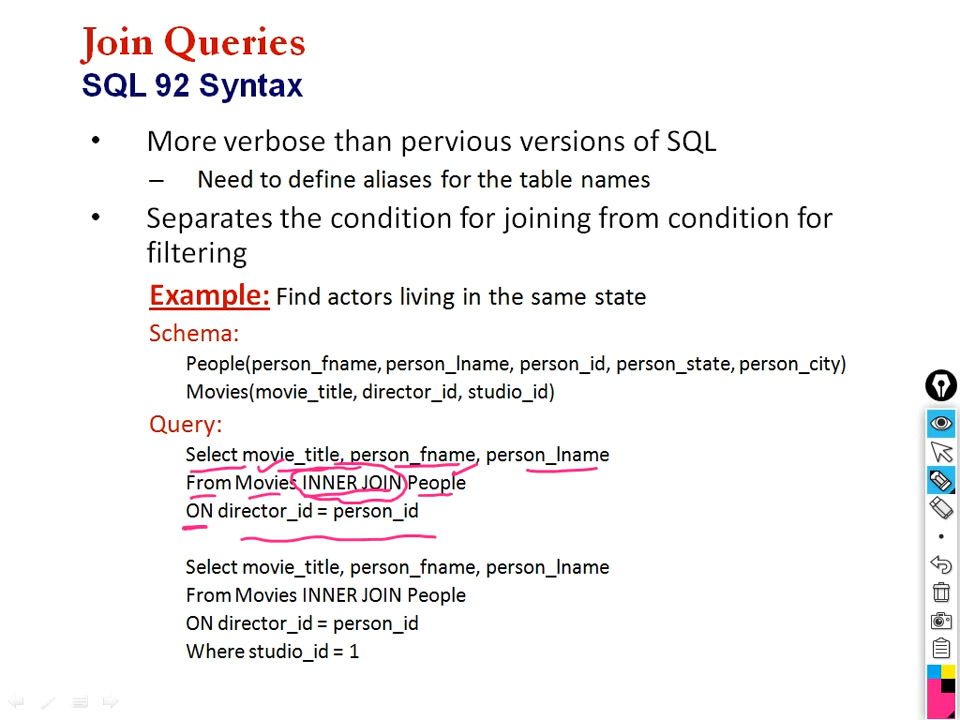 Join Queries
SQL 92 Syntax
• More verbose than pervious versions of SQL
– Need to define aliases for the table names
• Separates the condition for joining from condition for
filtering
Example: Find actors living in the same state
Schema:
People(person_fname, person_lname, person_id, person_state, person_city)
Movies(movie_title, director_id, studio_id)
Query:
Select movie_title, person_fname, person_lname
From Movies INNER JOIN People
ON director_id = person_id
Select movie_title, person_fname, person_lname
From Movies INNER JOIN People
ON director_id = person_id
Where studio_id = 1